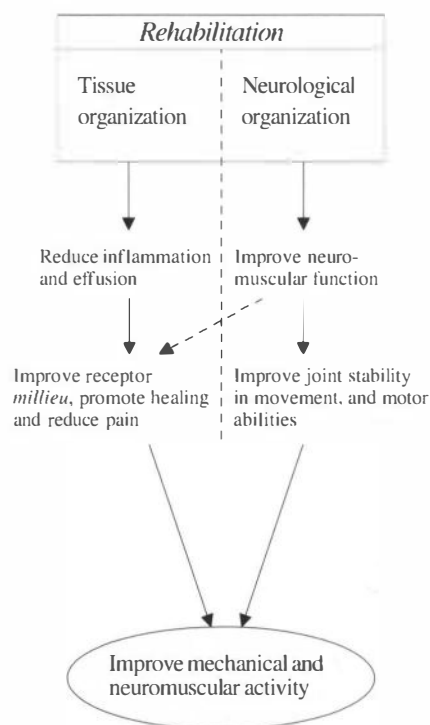 Rehabilitation
Tissue
organization
Neurological
organization
Reduce inflammation
and effusion
Improve neuro-
muscular function
Improve receptor
millieu, promote healing
and reduce pain
Improve joint stability
in movement, and motor
abilities
Improve mechanical and
neuromuscular activity